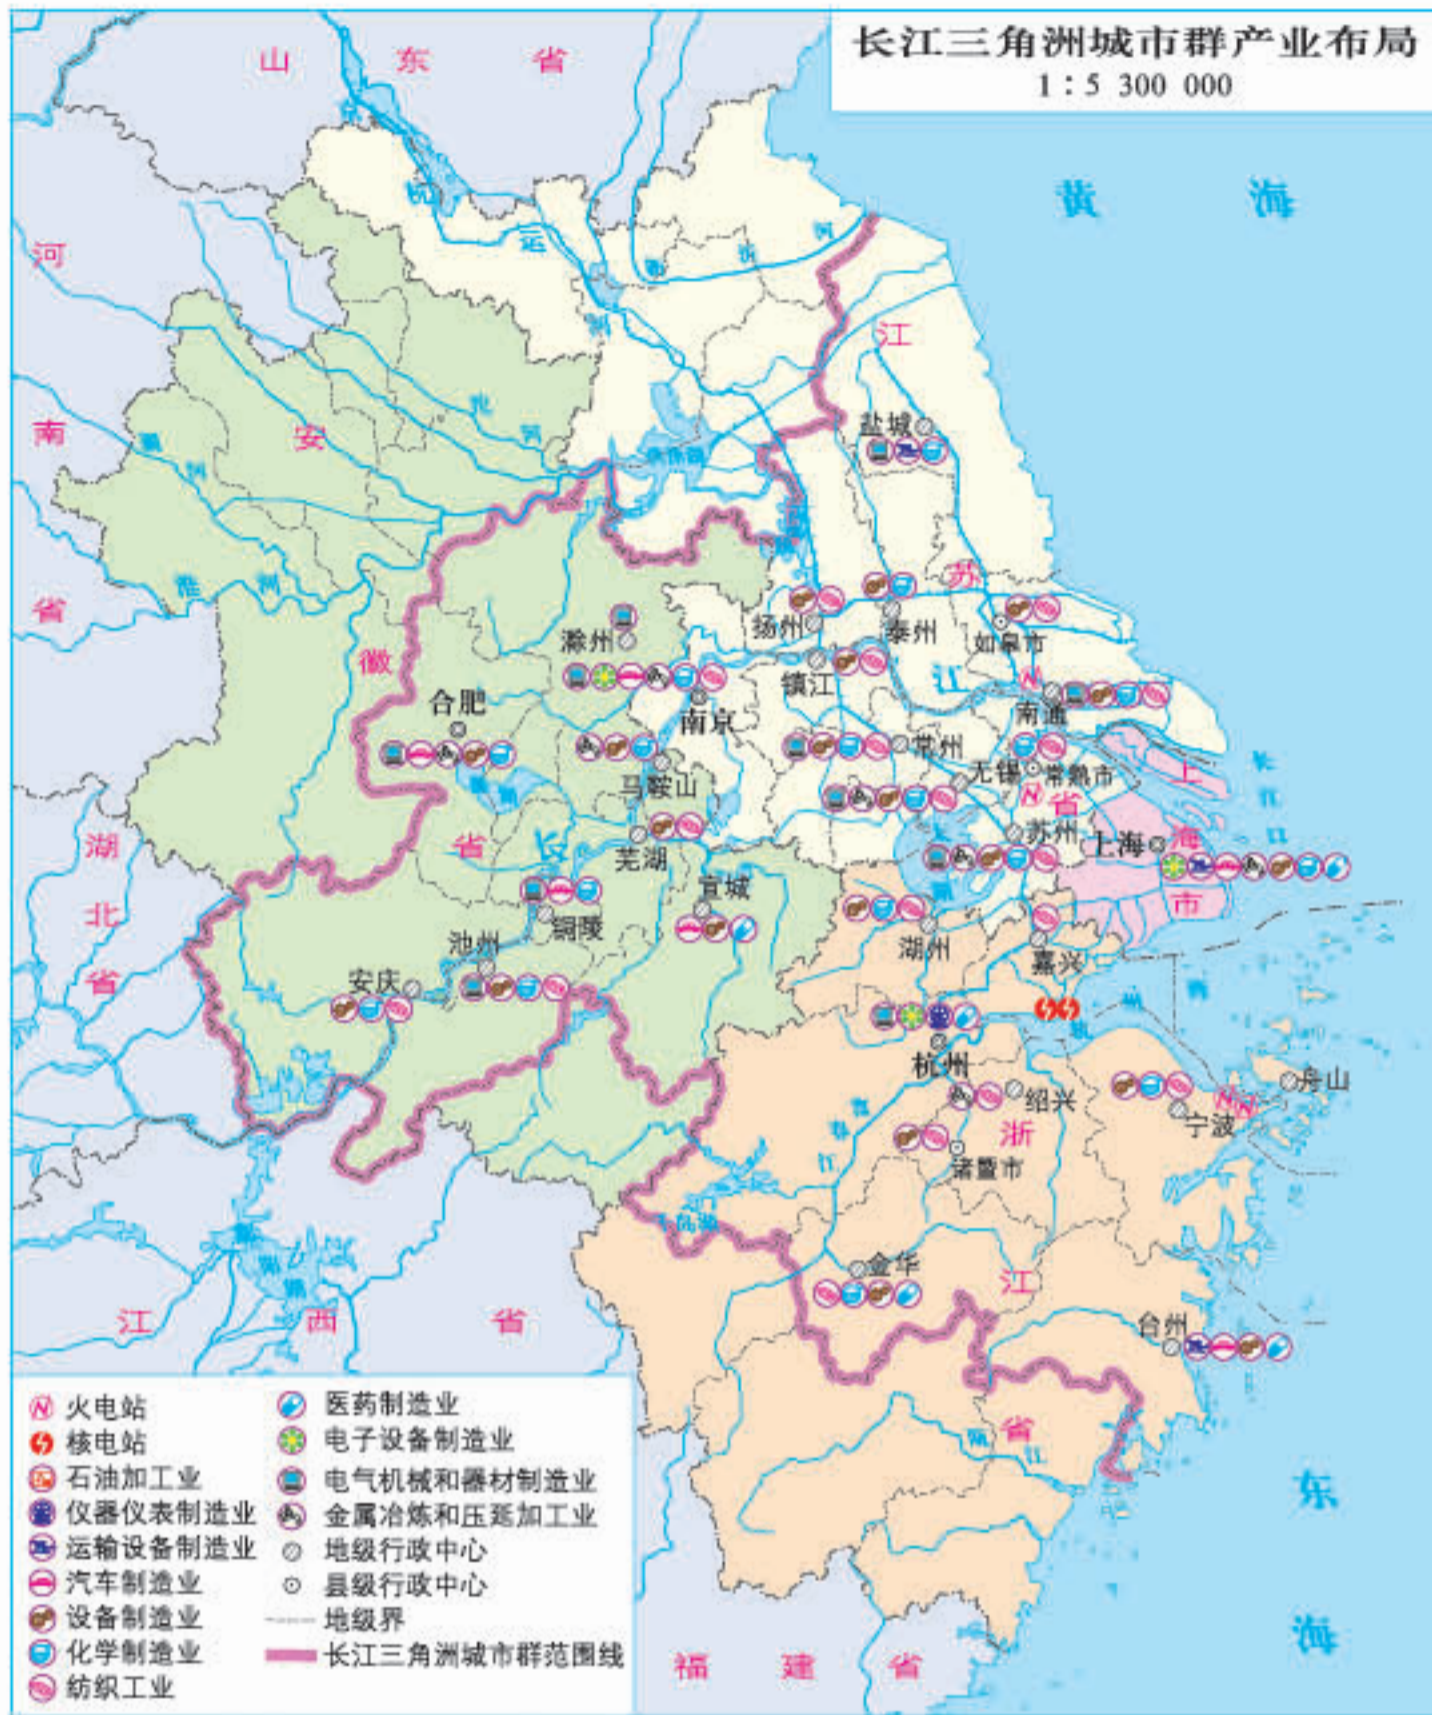 长江三角洲城市群产业布局
1：5 300 000
山东省
黄海
河南省
运河
沂河
江苏省
安徽省
盐城
淮河
扬州
泰州
如皋市
滁州
镇江
南通
合肥
南京
常州
无锡
常熟市
马鞍山
苏州
上海
上海市
长江口
湖北省
长江
芜湖
宣城
铜陵
湖州
嘉兴
池州
安庆
杭州
绍兴
舟山
宁波
浙江省
诸暨市
金华
台州
江西省
东海
福建省
火电站
核电站
石油加工业
仪器仪表制造业
运输设备制造业
汽车制造业
设备制造业
化学制造业
纺织工业
医药制造业
电子设备制造业
电气机械和器材制造业
金属冶炼和压延加工业
地级行政中心
县级行政中心
地级界
长江三角洲城市群范围线